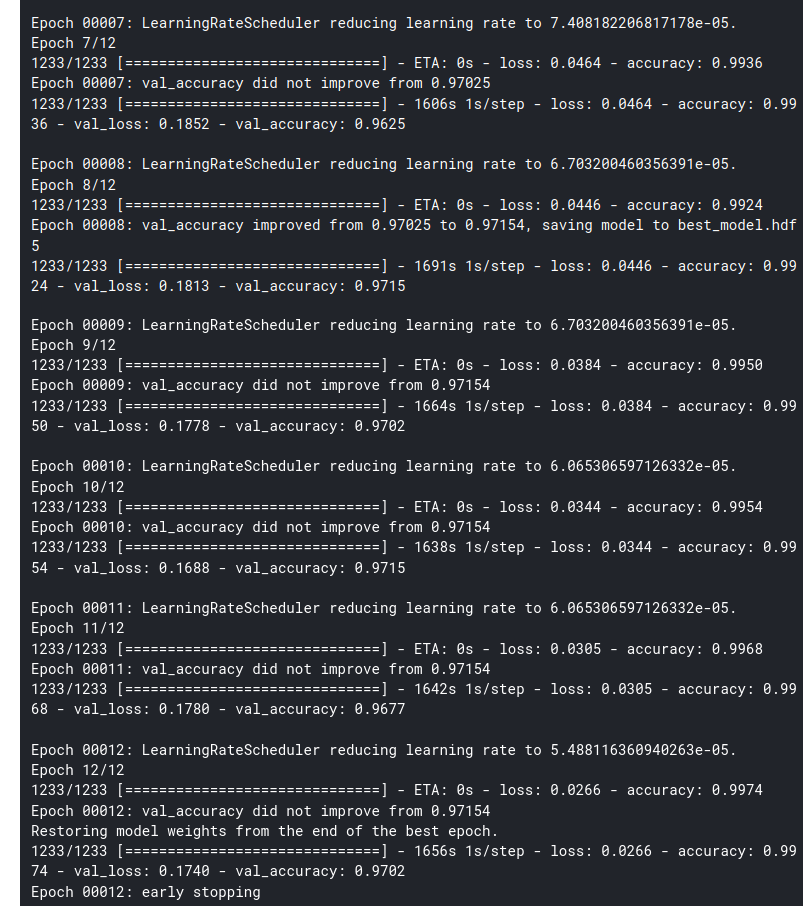 Epoch 00007: LearningRateScheduler reducing learning rate to 7.408182206817178e-05.
Epoch 7/12
1233/1233 [==============================] - ETA: 0s - loss: 0.0464 - accuracy: 0.9936
Epoch 00007: val_accuracy did not improve from 0.97025
1233/1233 [==============================] - 1606s 1s/step - loss: 0.0464 - accuracy: 0.99
36 - val_loss: 0.1852 - val_accuracy: 0.9625
Epoch 00008: LearningRateScheduler reducing learning rate to 6.703200460356391e-05.
Epoch 8/12
1233/1233 [==============================] - ETA: 0s - loss: 0.0446 - accuracy: 0.9924
Epoch 00008: val_accuracy improved from 0.97025 to 0.97154, saving model to best_model.hdf
5
1233/1233 [==============================] - 1691s 1s/step - loss: 0.0446 - accuracy: 0.99
24 - val_loss: 0.1813 - val_accuracy: 0.9715
Epoch 00009: LearningRateScheduler reducing learning rate to 6.703200460356391e-05.
Epoch 9/12
1233/1233 [==============================] - ETA: 0s - loss: 0.0384 - accuracy: 0.9950
Epoch 00009: val_accuracy did not improve from 0.97154
1233/1233 [==============================] - 1664s 1s/step - loss: 0.0384 - accuracy: 0.99
50 - val_loss: 0.1778 - val_accuracy: 0.9702
Epoch 00010: LearningRateScheduler reducing learning rate to 6.065306597126332e-05.
Epoch 10/12
1233/1233 [==============================] - ETA: 0s - loss: 0.0344 - accuracy: 0.9954
Epoch 00010: val_accuracy did not improve from 0.97154
1233/1233 [==============================] - 1638s 1s/step - loss: 0.0344 - accuracy: 0.99
54 - val_loss: 0.1688 - val_accuracy: 0.9715
Epoch 00011: LearningRateScheduler reducing learning rate to 6.065306597126332e-05.
Epoch 11/12
1233/1233 [==============================] - ETA: 0s - loss: 0.0305 - accuracy: 0.9968
Epoch 00011: val_accuracy did not improve from 0.97154
1233/1233 [==============================] - 1642s 1s/step - loss: 0.0305 - accuracy: 0.99
68 - val_loss: 0.1780 - val_accuracy: 0.9677
Epoch 00012: LearningRateScheduler reducing learning rate to 5.488116360940263e-05.
Epoch 12/12
1233/1233 [==============================] - ETA: 0s - loss: 0.0266 - accuracy: 0.9974
Epoch 00012: val_accuracy did not improve from 0.97154
Restoring model weights from the end of the best epoch.
1233/1233 [==============================] - 1656s 1s/step - loss: 0.0266 - accuracy: 0.99
74 - val_loss: 0.1740 - val_accuracy: 0.9702
Epoch 00012: early stopping